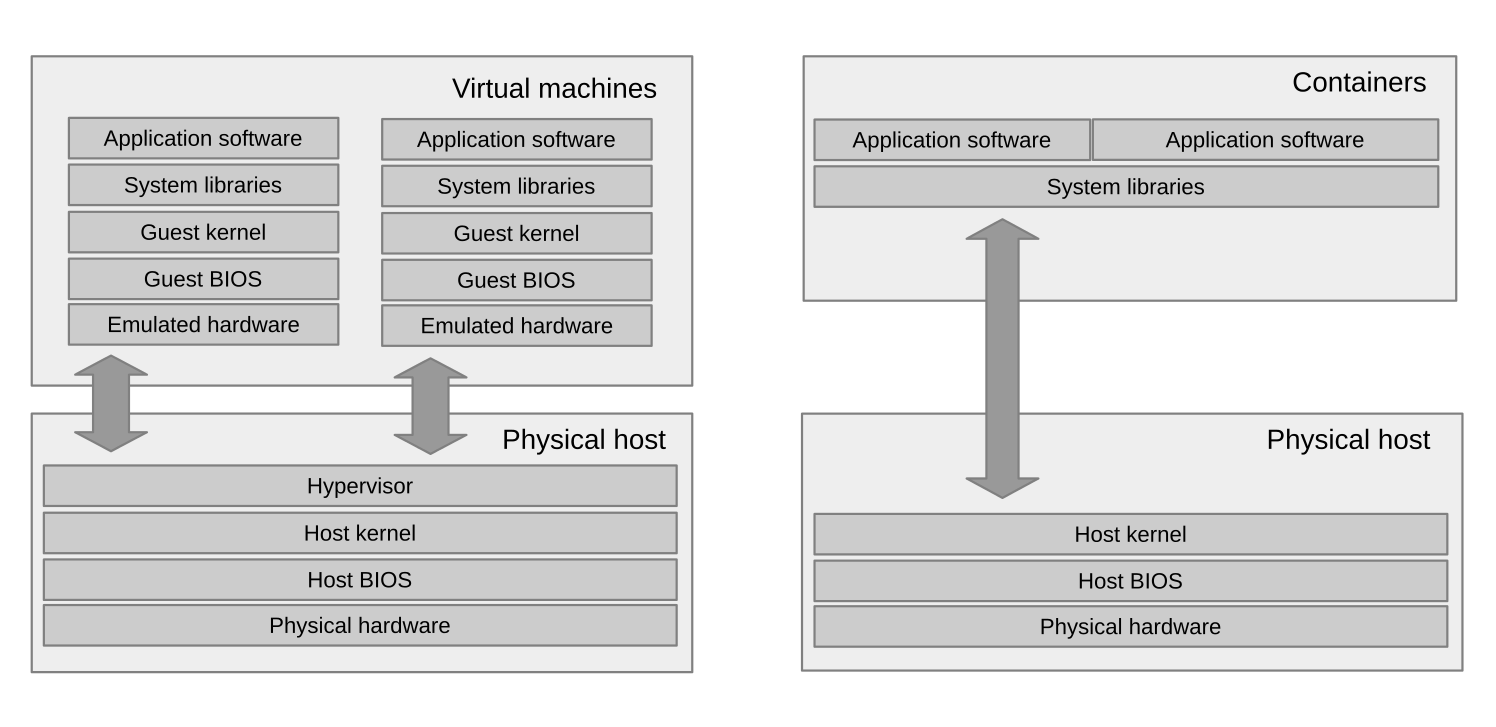 Virtual machines
Application software
System libraries
Guest kernel
Guest BIOS
Emulated hardware
Application software
System libraries
Guest kernel
Guest BIOS
Emulated hardware
Physical host
Hypervisor
Host kernel
Host BIOS
Physical hardware
Containers
Application software
Application software
System libraries
Physical host
Host kernel
Host BIOS
Physical hardware